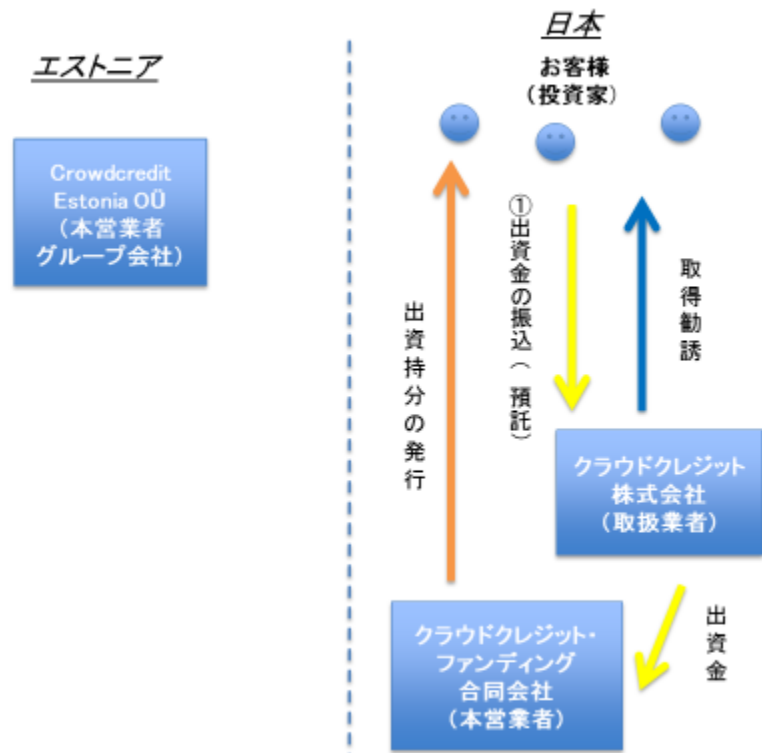 エストニア
日本
お客様
(投資家)
Crowdcredit
Estonia OÜ
(本営業者
グループ会社)
出資持分の発行
①出資金の振込(預託)
取得勧誘
クラウドクレジット
株式会社
(取扱業者)
クラウドクレジット・
ファンディング
合同会社
(本営業者)
出資金